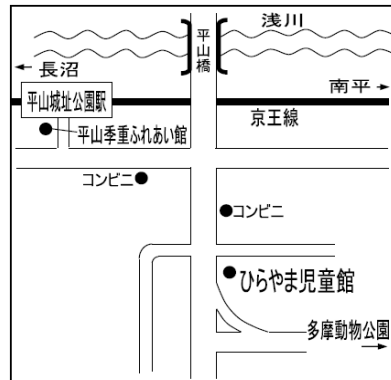 浅川
平山橋
長沼
南平
平山城址公園駅
京王線
平山季重ふれあい館
コンビニ
コンビニ
ひらやま児童館
多摩動物公園